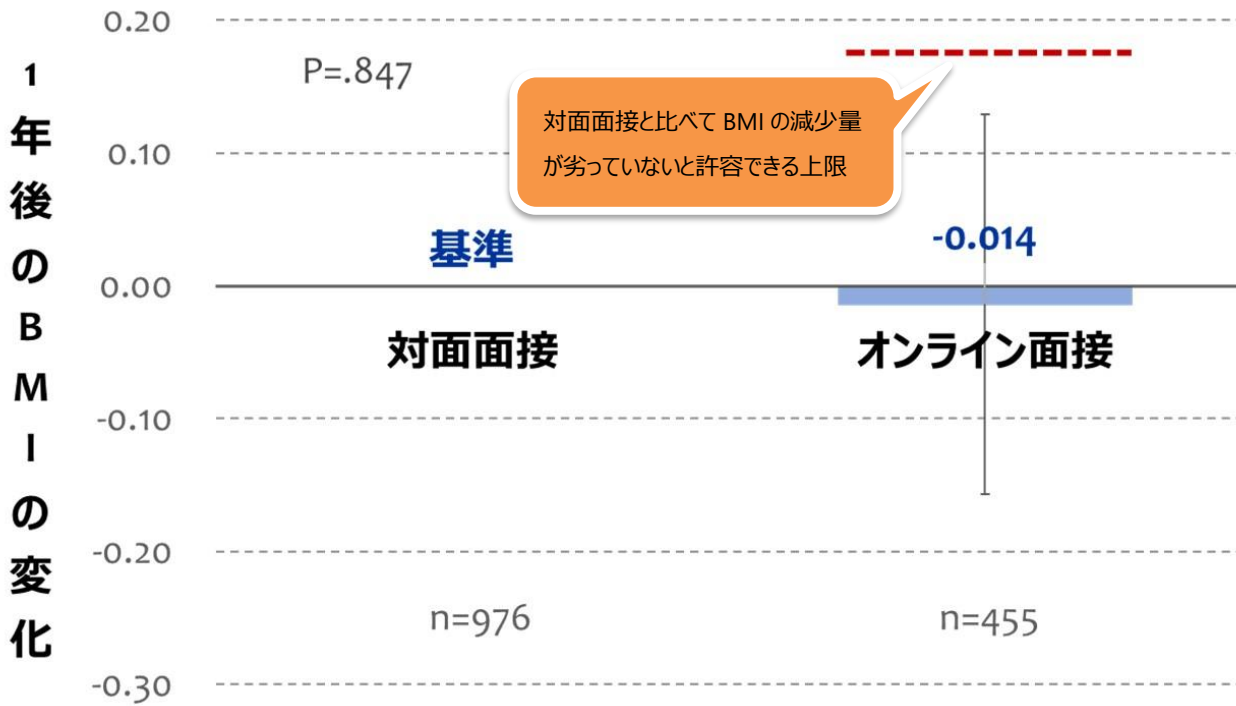 1年後のBMIの変化
0.20
0.10
0.00
-0.10
-0.20
-0.30
P=.847
対面面接と比べて BMI の減少量
が劣っていないと許容できる上限
基準
-0.014
対面面接
オンライン面接
n=976
n=455